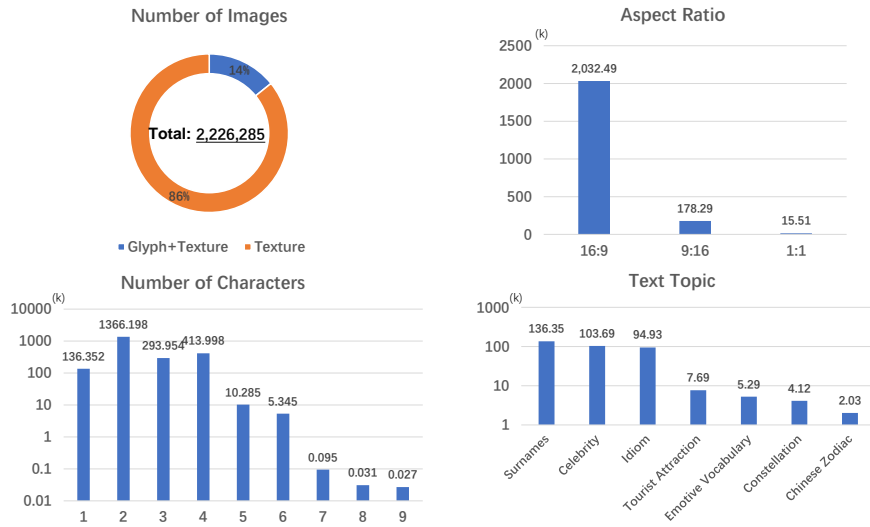 Number of Images
14%
Total: 2,226,285
86%
Glyph+Texture Texture
Aspect Ratio
(k)
2500
2000
1500
1000
500
0
2,032.49
178.29
15.51
16:9 9:16 1:1
Number of Characters
(k)
10000
1000
100
10
1
0.1
0.01
136.352
1366.198
293.954
413.998
10.285
5.345
0.095
0.031
0.027
1 2 3 4 5 6 7 8 9
Text Topic
(k)
1000
100
10
1
136.35
103.69
94.93
7.69
5.29
4.12
2.03
Surnames
Celebrity
Idiom
Tourist Attraction
Emotive Vocabulary
Constellation
Chinese Zodiac